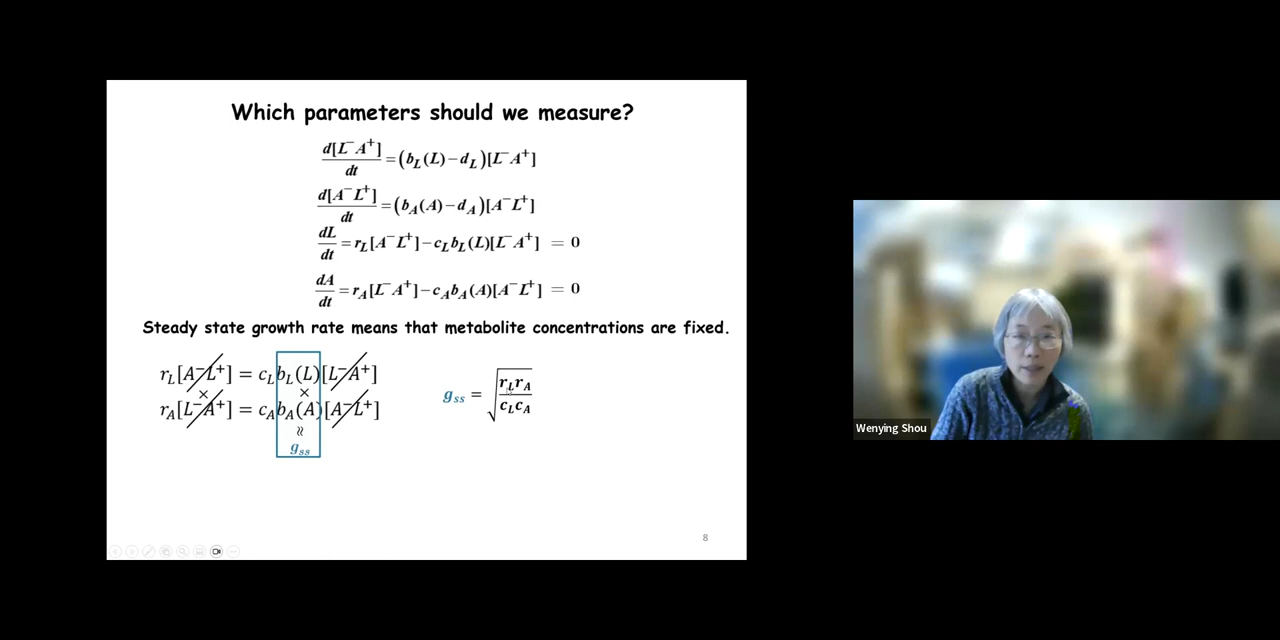 Which parameters should we measure?
d[L⁻A⁺]/dt = (b_L(L) − d_L)[L⁻A⁺]
d[A⁻L⁺]/dt = (b_A(A) − d_A)[A⁻L⁺]
dL/dt = r_L[A⁻L⁺] − c_L b_L(L)[L⁻A⁺] = 0
dA/dt = r_A[L⁻A⁺] − c_A b_A(A)[A⁻L⁺] = 0
Steady state growth rate means that metabolite concentrations are fixed.
r_L[A⁻L⁺] = c_L b_L(L)[L⁻A⁺]
× ×
r_A[L⁻A⁺] = c_A b_A(A)[A⁻L⁺]
≈
g_ss
g_ss = √(r_L r_A / c_L c_A)
8
Wenying Shou